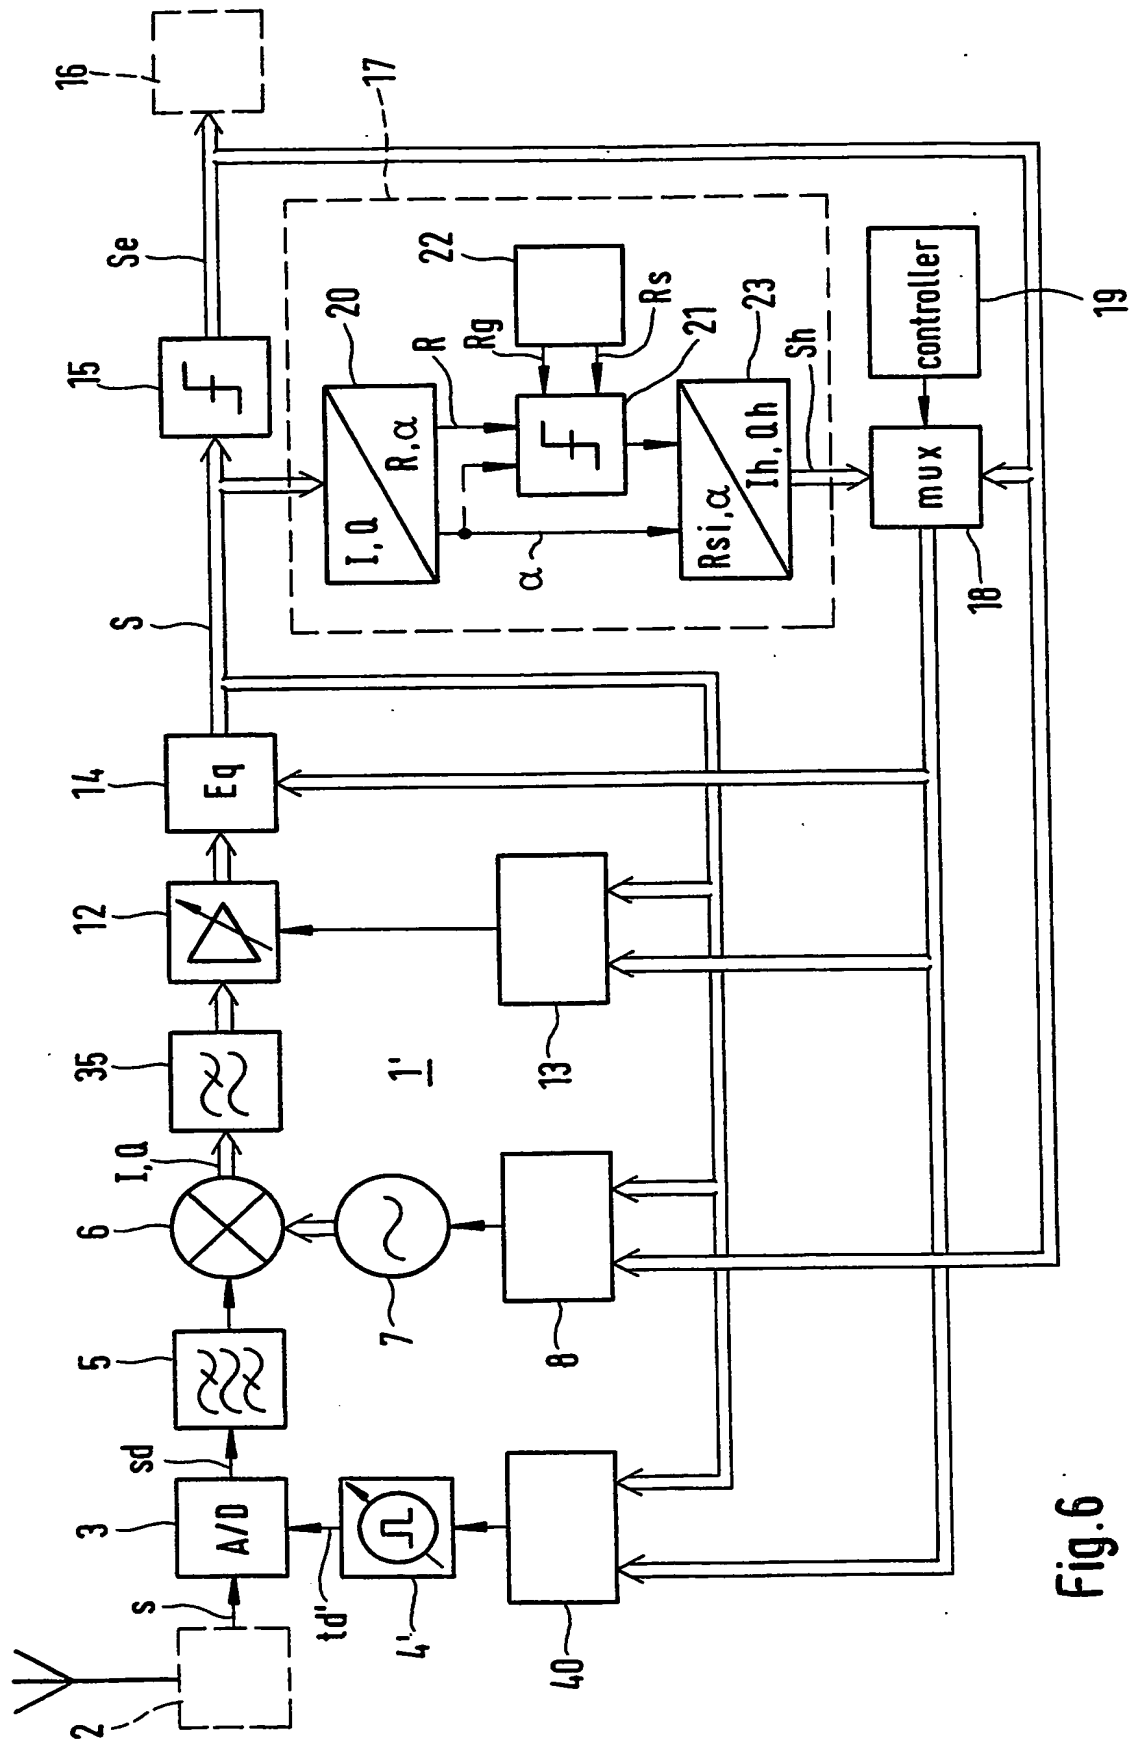 2
s
3
A/D
sd
5
6
I,Q
35
12
14
Eq
S
15
Se
16
td'
4'
7
1'
17
20
I,Q
R,α
R
α
22
Rg
Rs
21
23
Rsi,α
Ih,Qh
Sh
40
8
13
18
mux
controller
19
Fig.6